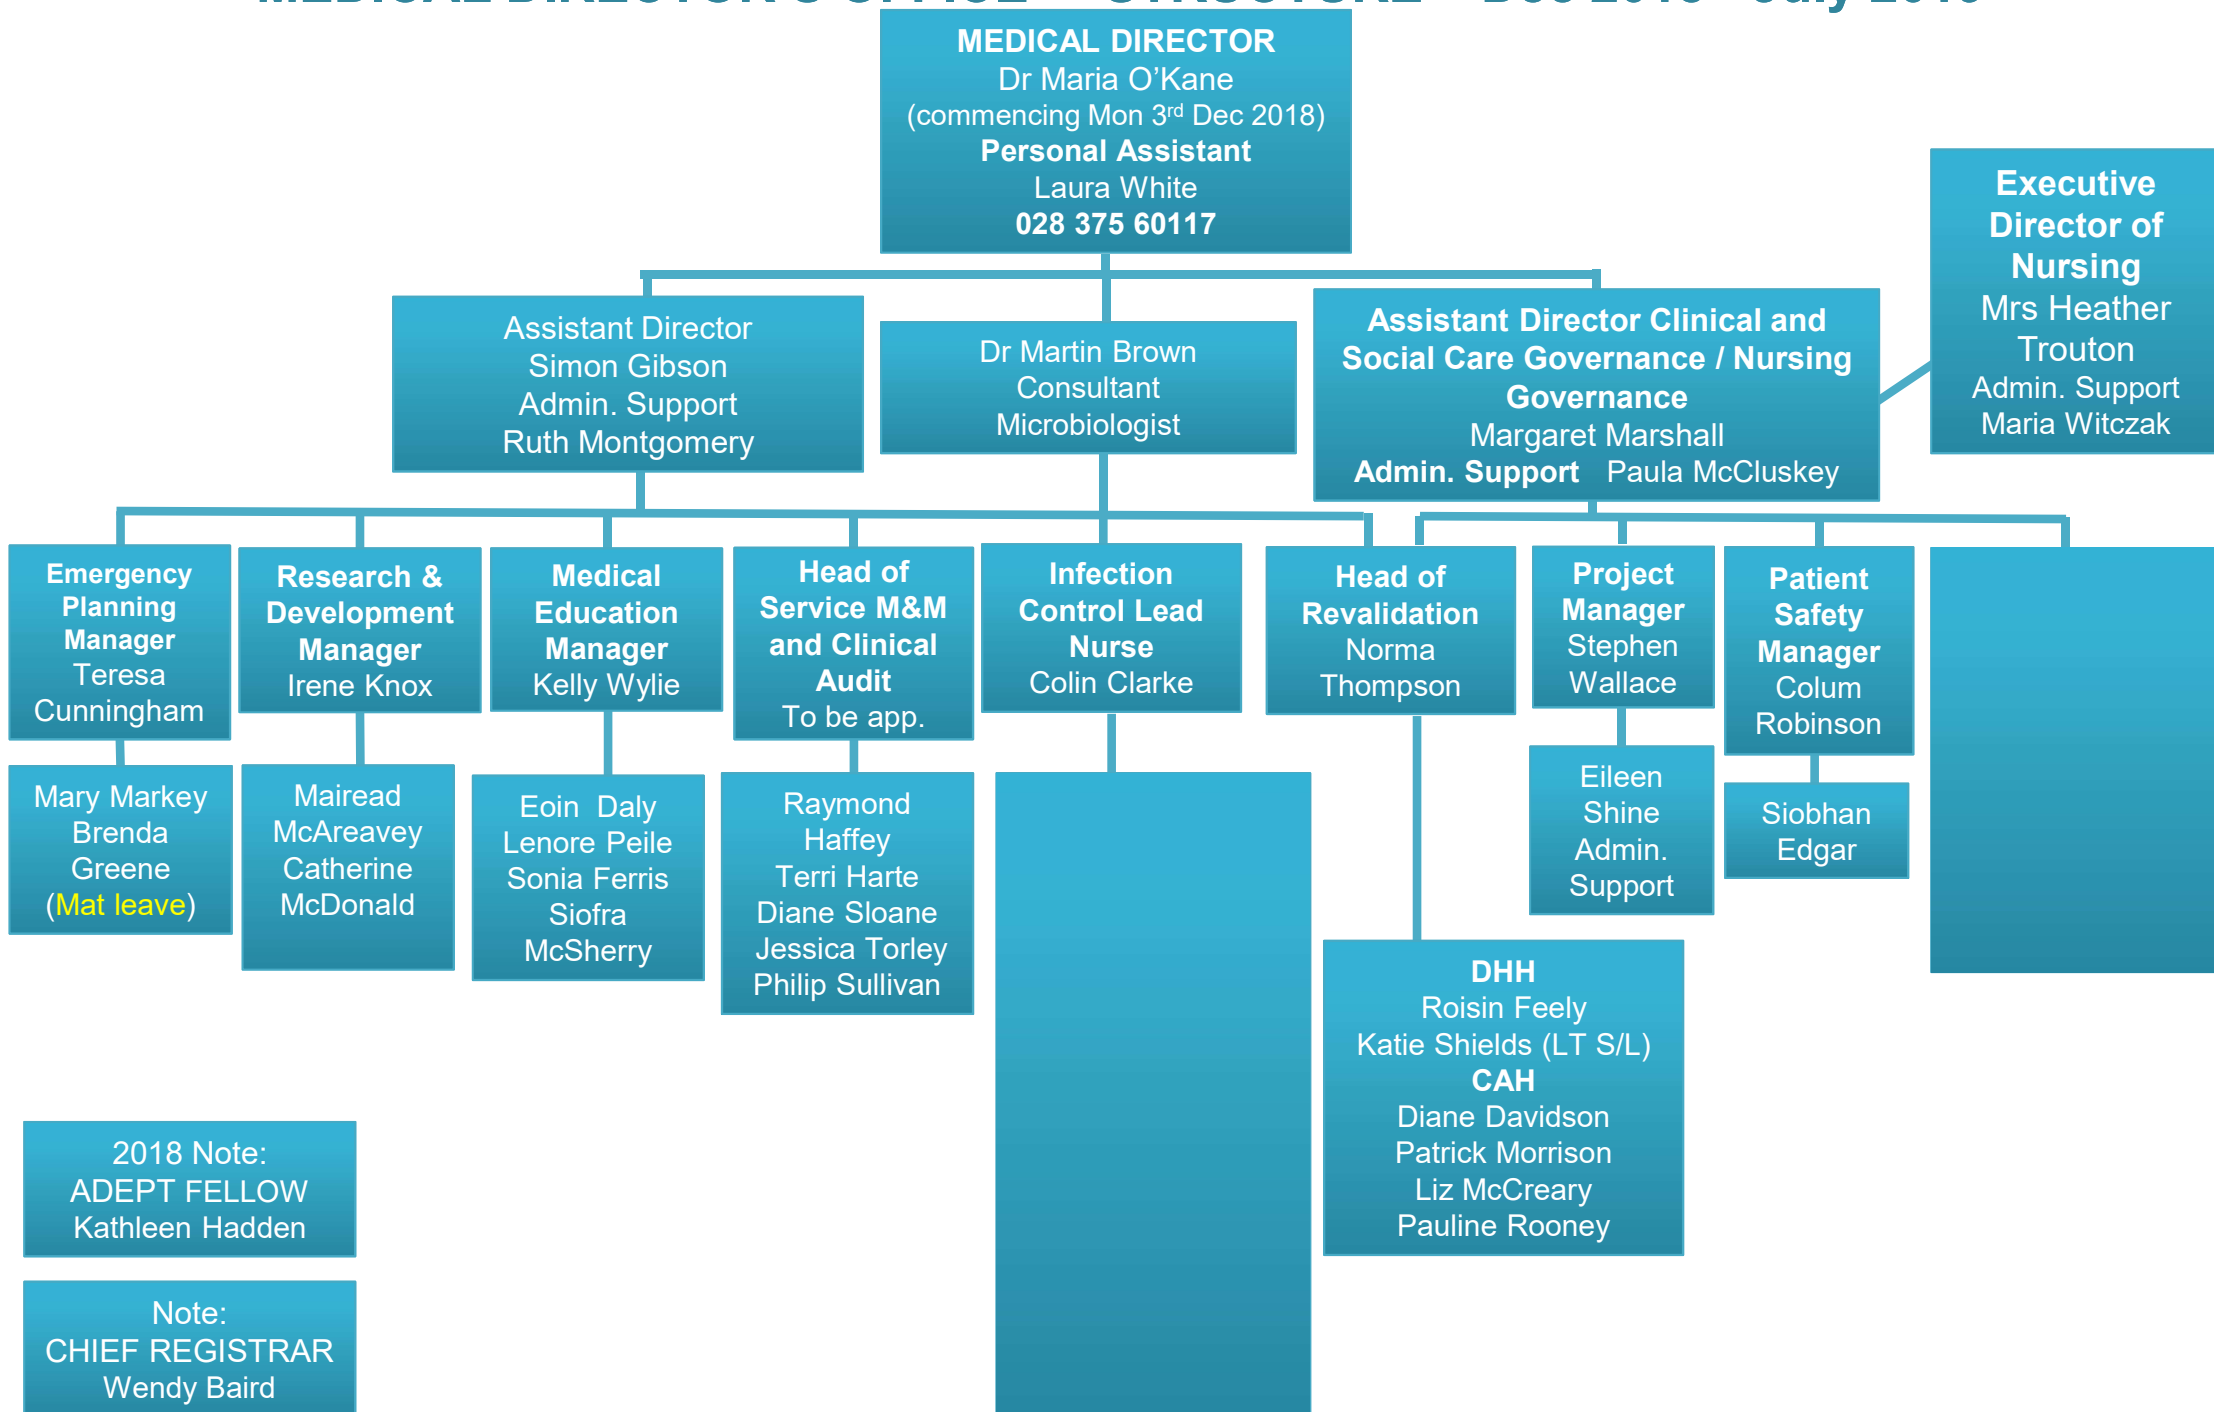 MEDICAL DIRECTOR'S OFFICE – STRUCTURE – Dec 2018 - July 2019
MEDICAL DIRECTOR
Dr Maria O’Kane
(commencing Mon 3rd Dec 2018)
Personal Assistant
Laura White
028 375 60117
Executive
Director of
Nursing
Mrs Heather
Trouton
Admin. Support
Maria Witczak
Assistant Director
Simon Gibson
Admin. Support
Ruth Montgomery
Dr Martin Brown
Consultant
Microbiologist
Assistant Director Clinical and
Social Care Governance / Nursing
Governance
Margaret Marshall
Admin. Support Paula McCluskey
Emergency
Planning
Manager
Teresa
Cunningham
Research &
Development
Manager
Irene Knox
Medical
Education
Manager
Kelly Wylie
Head of
Service M&M
and Clinical
Audit
To be app.
Infection
Control Lead
Nurse
Colin Clarke
Head of
Revalidation
Norma
Thompson
Project
Manager
Stephen
Wallace
Patient
Safety
Manager
Colum
Robinson
Mary Markey
Brenda
Greene
(Mat leave)
Mairead
McAreavey
Catherine
McDonald
Eoin Daly
Lenore Peile
Sonia Ferris
Siofra
McSherry
Raymond
Haffey
Terri Harte
Diane Sloane
Jessica Torley
Philip Sullivan
Eileen
Shine
Admin.
Support
Siobhan
Edgar
DHH
Roisin Feely
Katie Shields (LT S/L)
CAH
Diane Davidson
Patrick Morrison
Liz McCreary
Pauline Rooney
2018 Note:
ADEPT FELLOW
Kathleen Hadden
Note:
CHIEF REGISTRAR
Wendy Baird